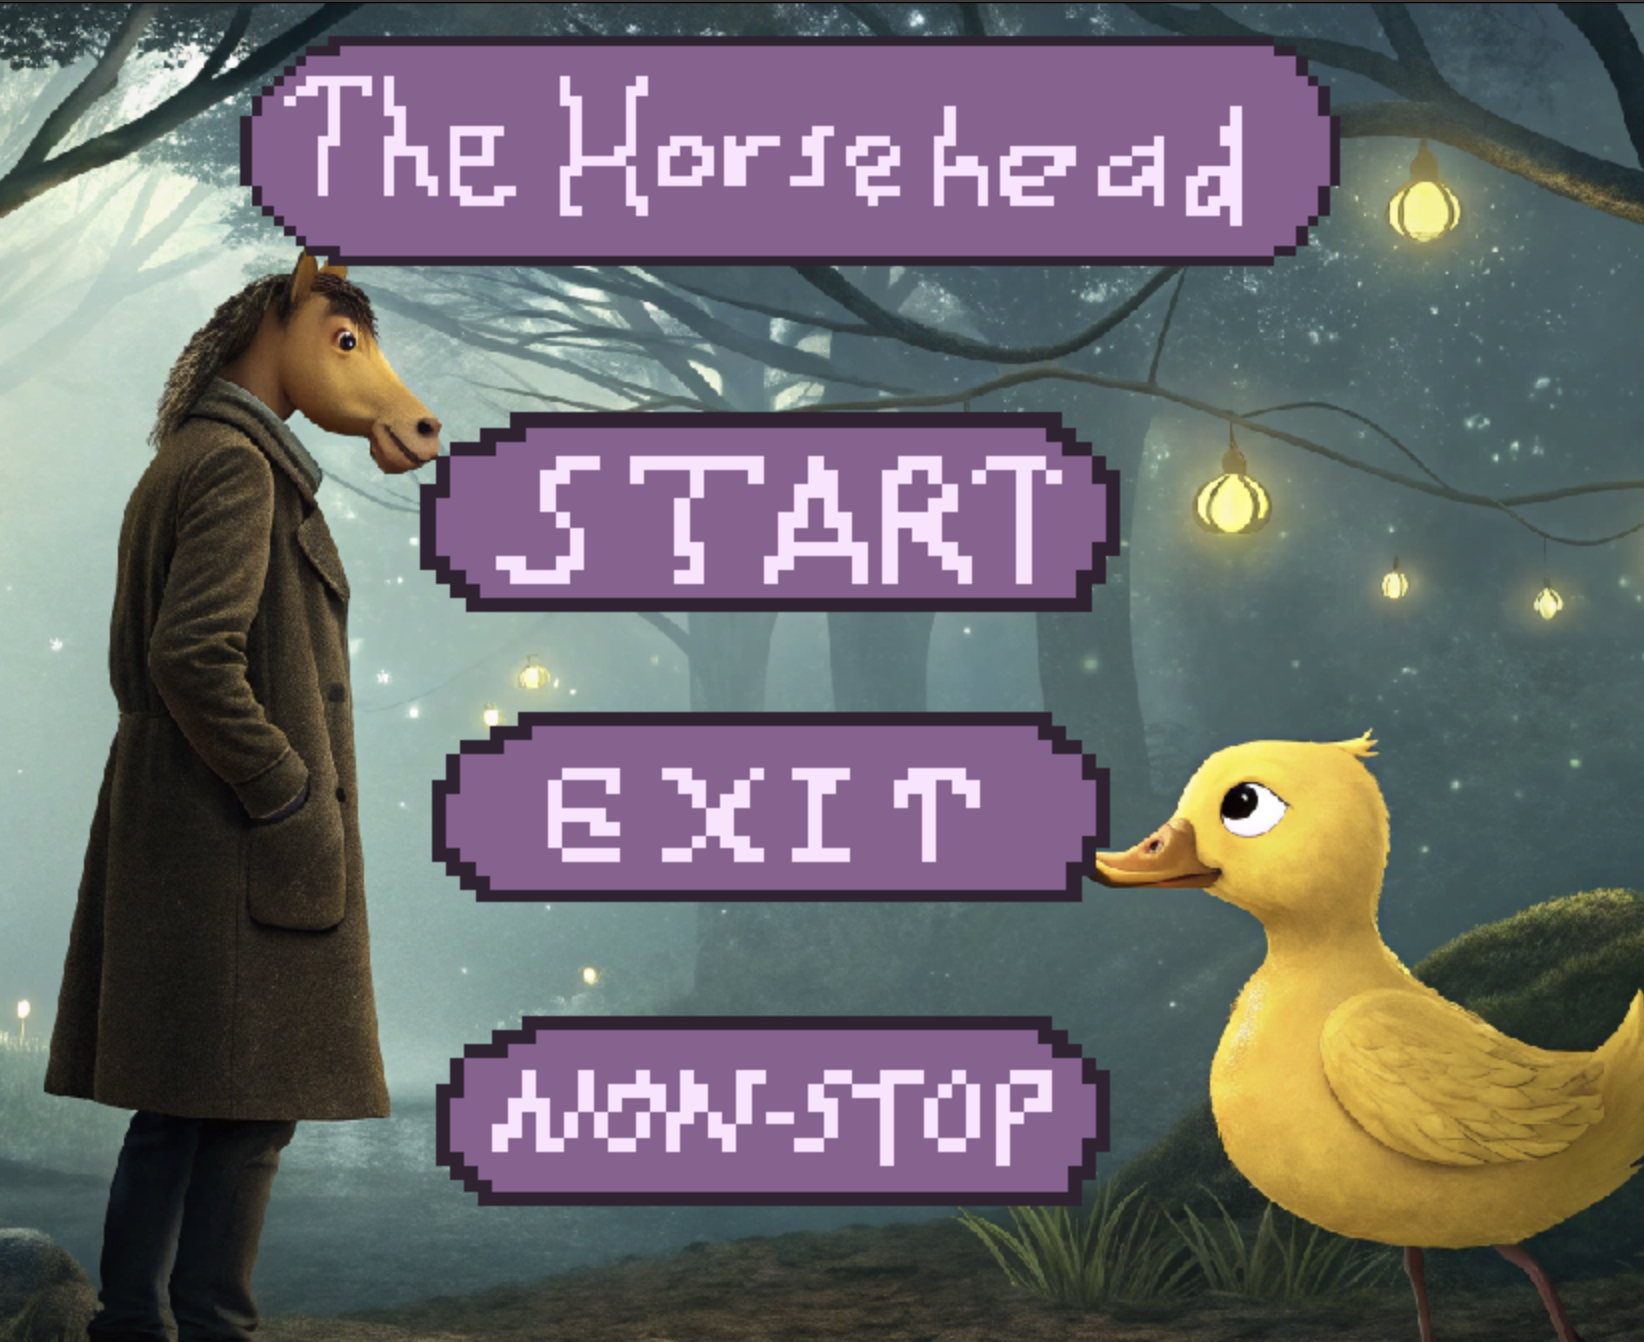 The Horsehead
START
EXIT
NON-STOP